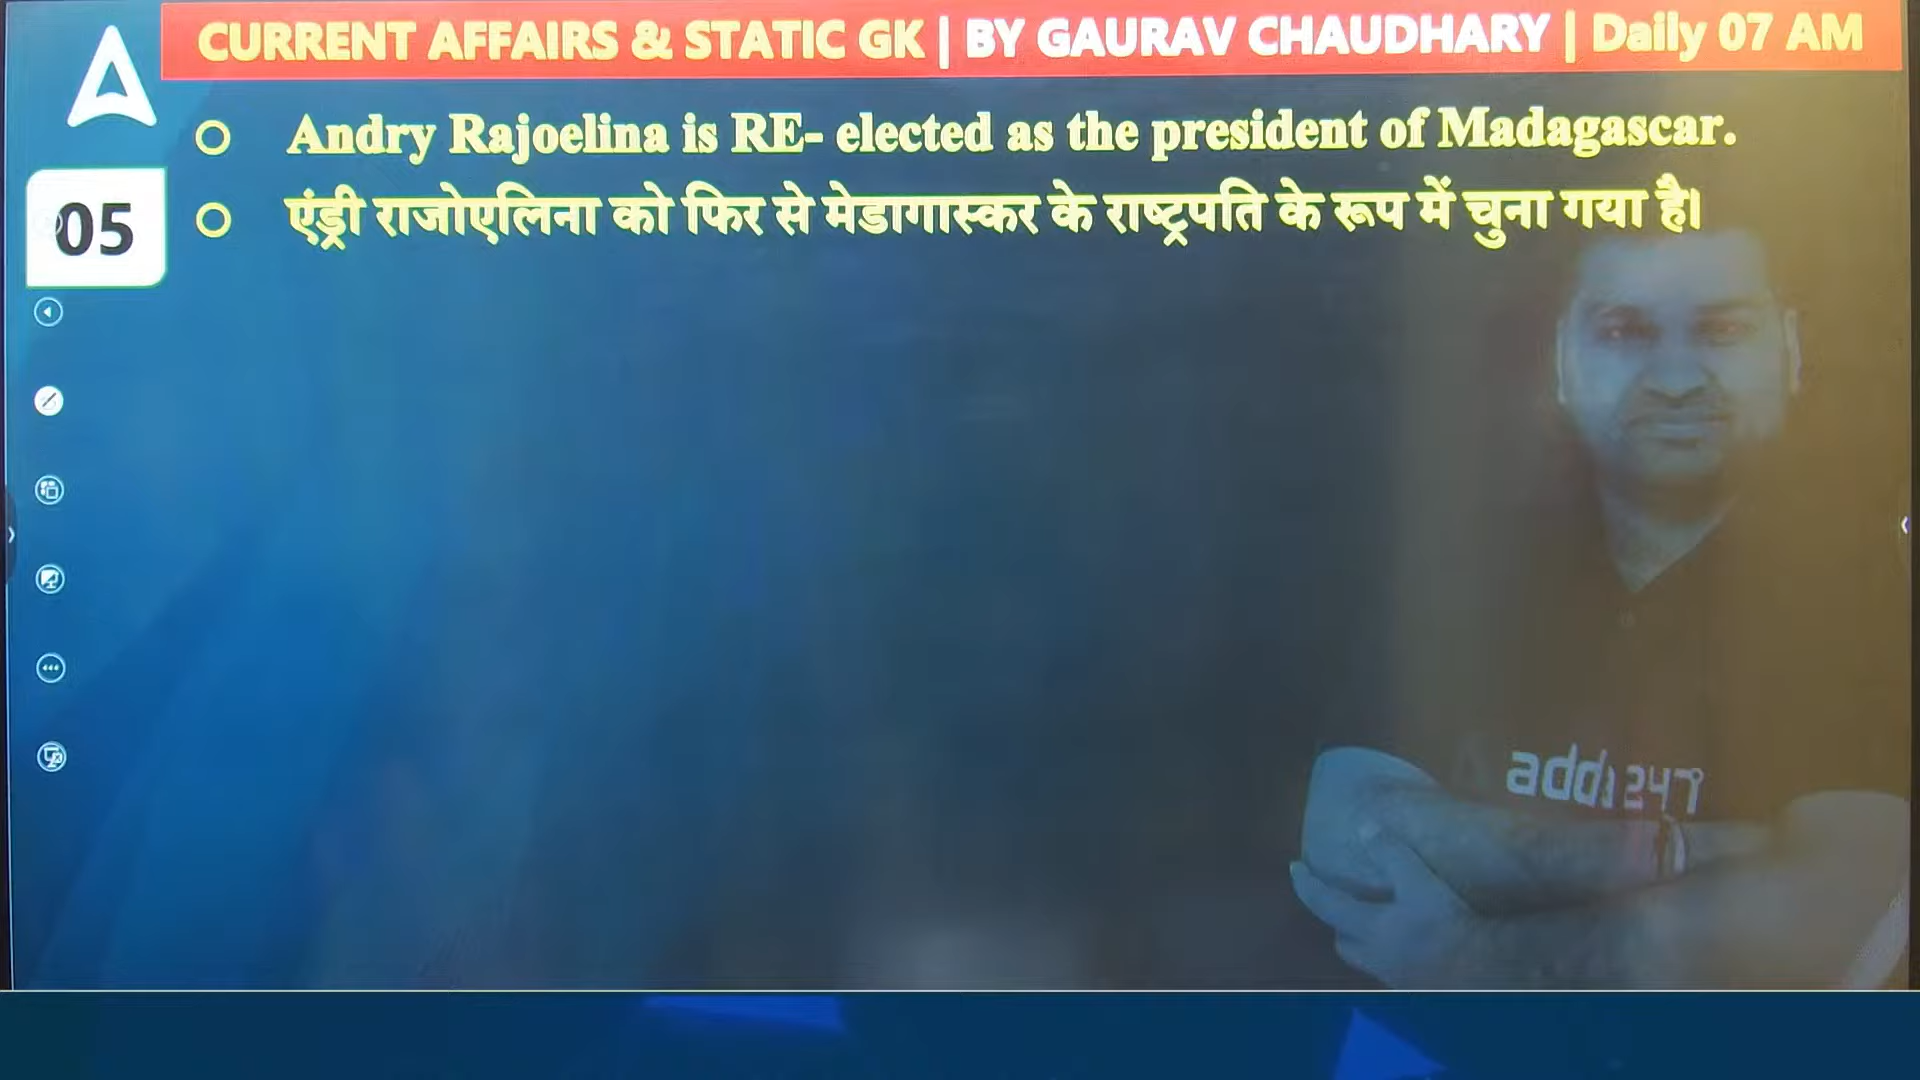 CURRENT AFFAIRS & STATIC GK | BY GAURAV CHAUDHARY | Daily 07 AM
Andry Rajoelina is RE- elected as the president of Madagascar.
05
एंड्री राजोएलिना को फिर से मेडागास्कर के राष्ट्रपति के रूप में चुना गया है।
adda247